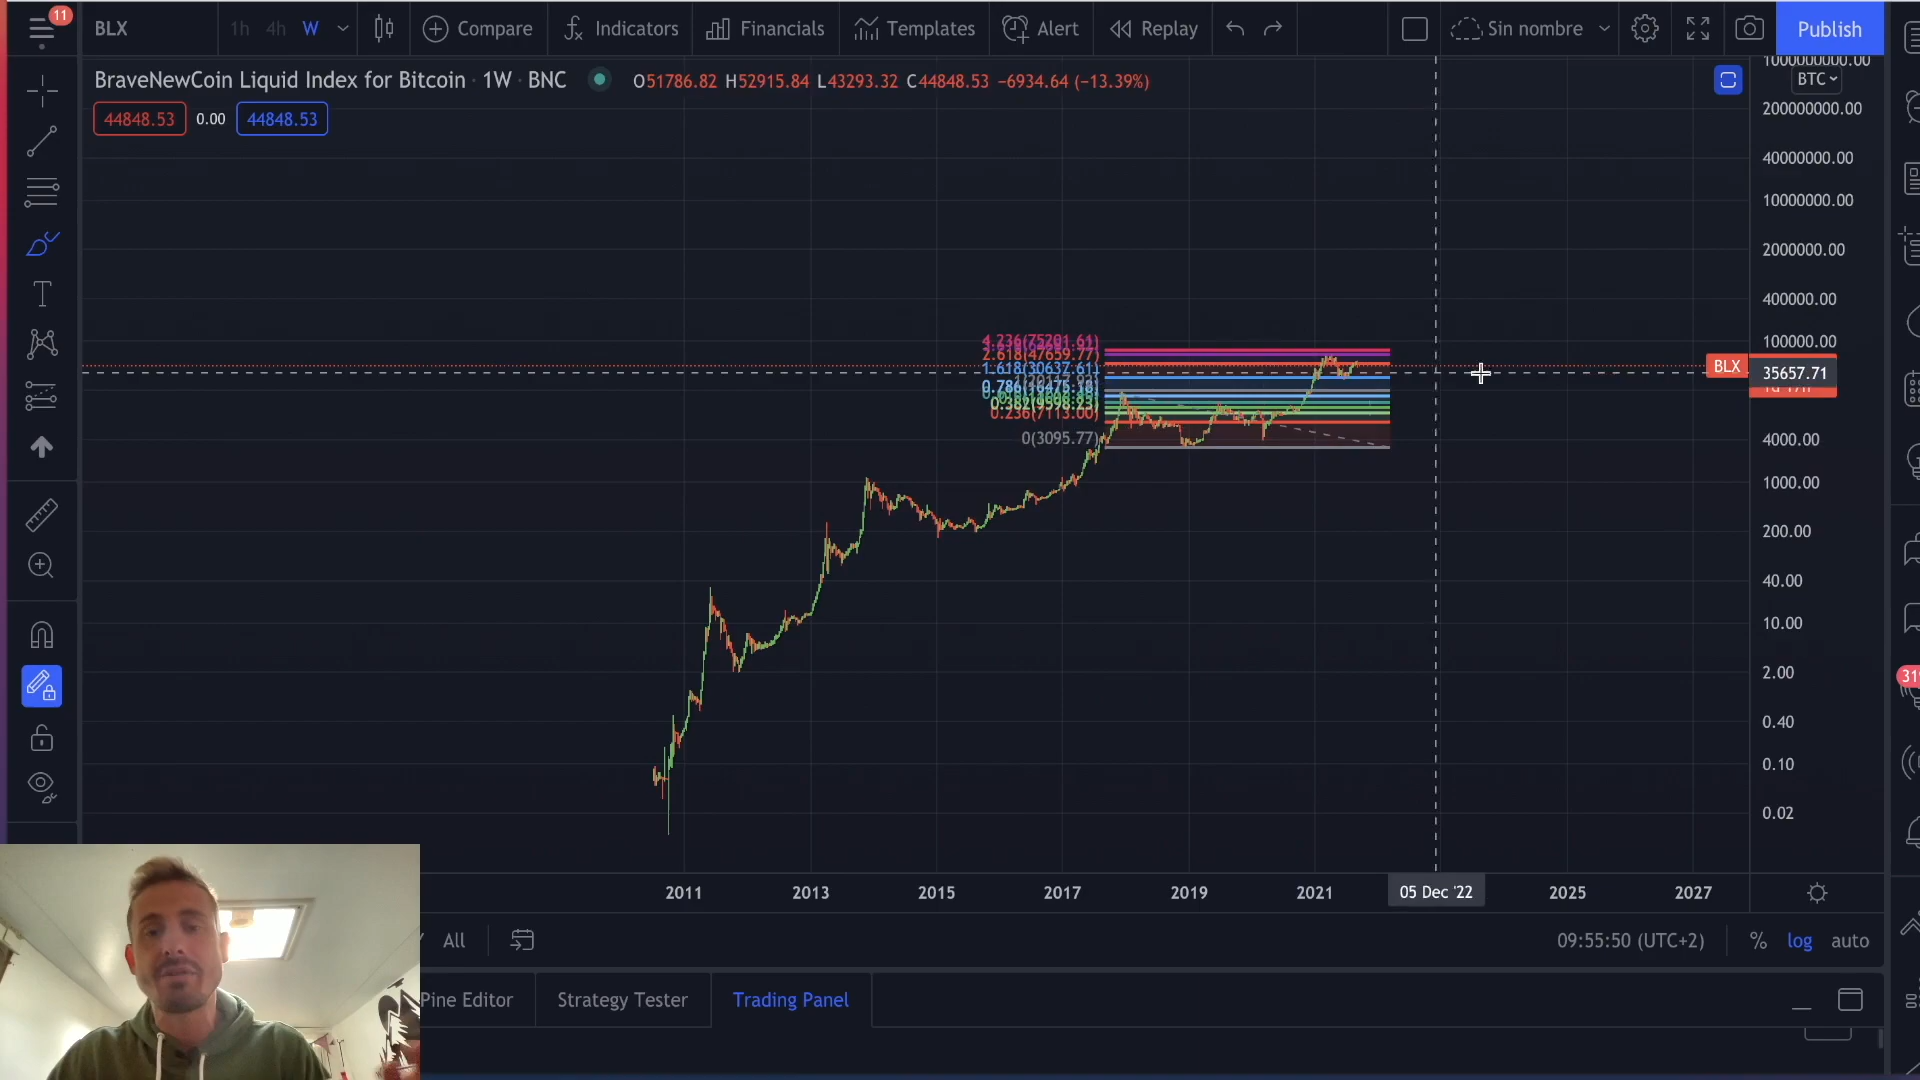 11
BLX
1h 4h W
Compare
Indicators
Financials
Templates
Alert
Replay
Sin nombre
Publish
BraveNewCoin Liquid Index for Bitcoin · 1W · BNC
O51786.82 H52915.84 L43293.32 C44848.53 −6934.64 (−13.39%)
44848.53 0.00 44848.53
1000000000.00
BTC
200000000.00
40000000.00
10000000.00
2000000.00
400000.00
100000.00
4.236(75201.61)
2.618(47659.77)
1.618(30637.61)
0.382(9598.23)
0.236(7113.00)
0(3095.77)
BLX
35657.71
4000.00
1000.00
200.00
40.00
10.00
2.00
0.40
0.10
0.02
2011 2013 2015 2017 2019 2021 05 Dec '22 2025 2027
All
09:55:50 (UTC+2) % log auto
Pine Editor Strategy Tester Trading Panel